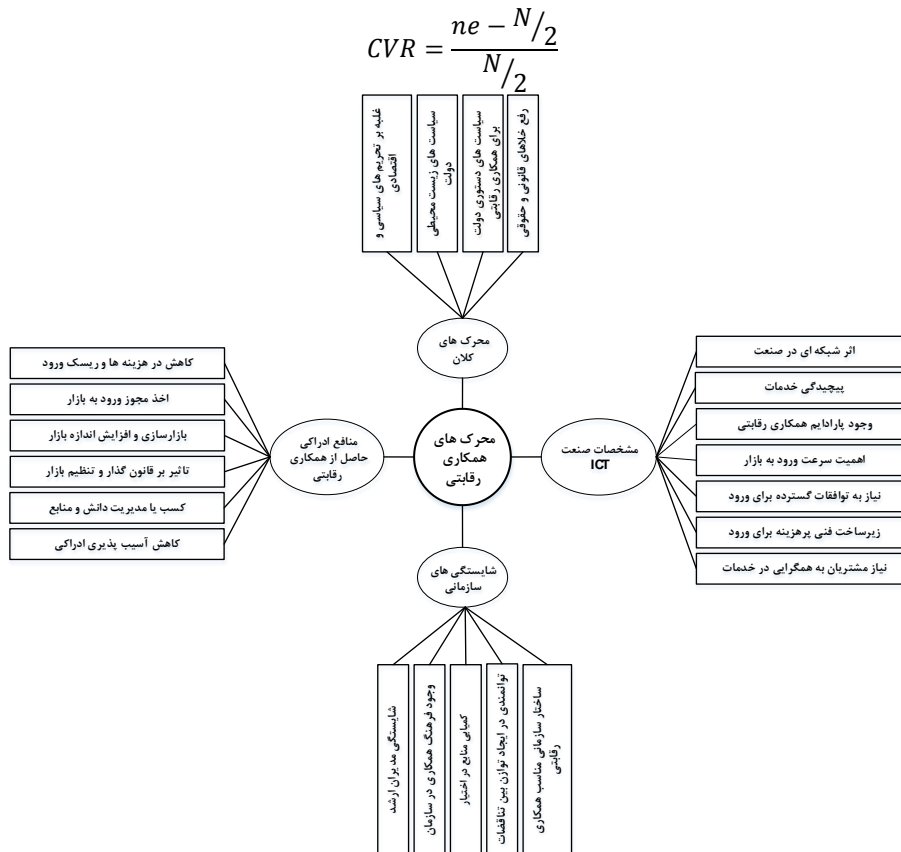 CVR = (ne − N/2) / (N/2)
غلبه بر تحریم های سیاسی و
اقتصادی
سیاست های زیست محیطی
دولت
سیاست های دستوری دولت
برای همکاری رقابتی
رفع خلاهای قانونی و حقوقی
محرک های
کلان
اثر شبکه ای در صنعت
پیچیدگی خدمات
وجود پارادایم همکاری رقابتی
اهمیت سرعت ورود به بازار
نیاز به توافقات گسترده برای ورود
زیرساخت فنی پرهزینه برای ورود
نیاز مشتریان به همگرایی در خدمات
مشخصات صنعت
ICT
محرک های
همکاری
رقابتی
منافع ادراکی
حاصل از همکاری
رقابتی
کاهش در هزینه ها و ریسک ورود
اخذ مجوز ورود به بازار
بازارسازی و افزایش اندازه بازار
تاثیر بر قانون گذار و تنظیم بازار
کسب یا مدیریت دانش و منابع
کاهش آسیب پذیری ادراکی
شایستگی های
سازمانی
شایستگی مدیران ارشد
وجود فرهنگ همکاری در سازمان
کمیابی منابع در اختیار
توانمندی در ایجاد توازن بین تناقضات
ساختار سازمانی مناسب همکاری
رقابتی